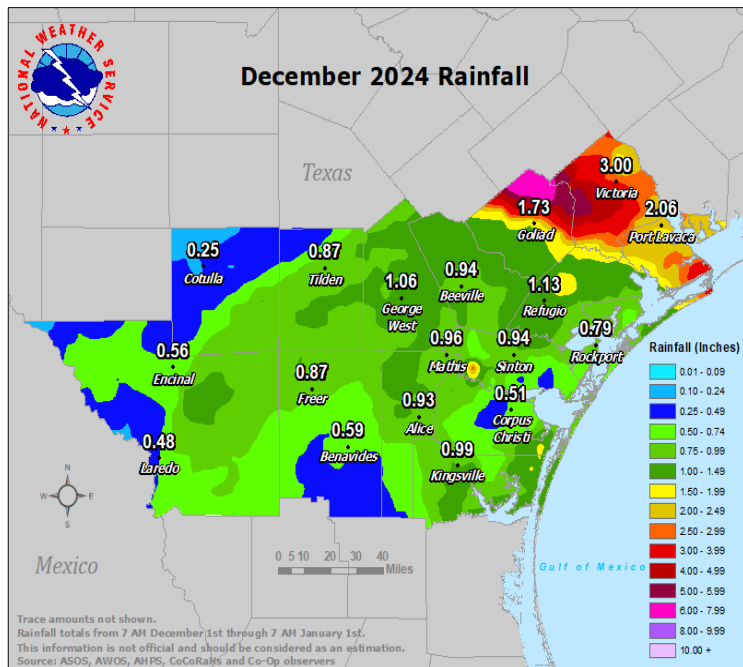 NATIONAL WEATHER SERVICE
December 2024 Rainfall
Texas
3.00
Victoria
1.73
Goliad
2.06
Port Lavaca
0.25
Cotulla
0.87
Tilden
1.06
George
West
0.94
Beeville
1.13
Refugio
0.56
Encinal
0.96
Mathis
0.94
Sinton
0.79
Rockport
0.87
Freer
0.93
Alice
0.51
Corpus
Christi
0.48
Laredo
0.59
Benavides
0.99
Kingsville
Rainfall (Inches)
0.01 - 0.09
0.10 - 0.24
0.25 - 0.49
0.50 - 0.74
0.75 - 0.99
1.00 - 1.49
1.50 - 1.99
2.00 - 2.49
2.50 - 2.99
3.00 - 3.99
4.00 - 4.99
5.00 - 5.99
6.00 - 7.99
8.00 - 9.99
10.00 +
N
W E
S
0 5 10 20 30 40
Miles
Mexico
Gulf of Mexico
Trace amounts not shown.
Rainfall totals from 7 AM December 1st through 7 AM January 1st.
This information is not official and should be considered as an estimation.
Source: ASOS, AWOS, AHPS, CoCoRaHs and Co-Op observers